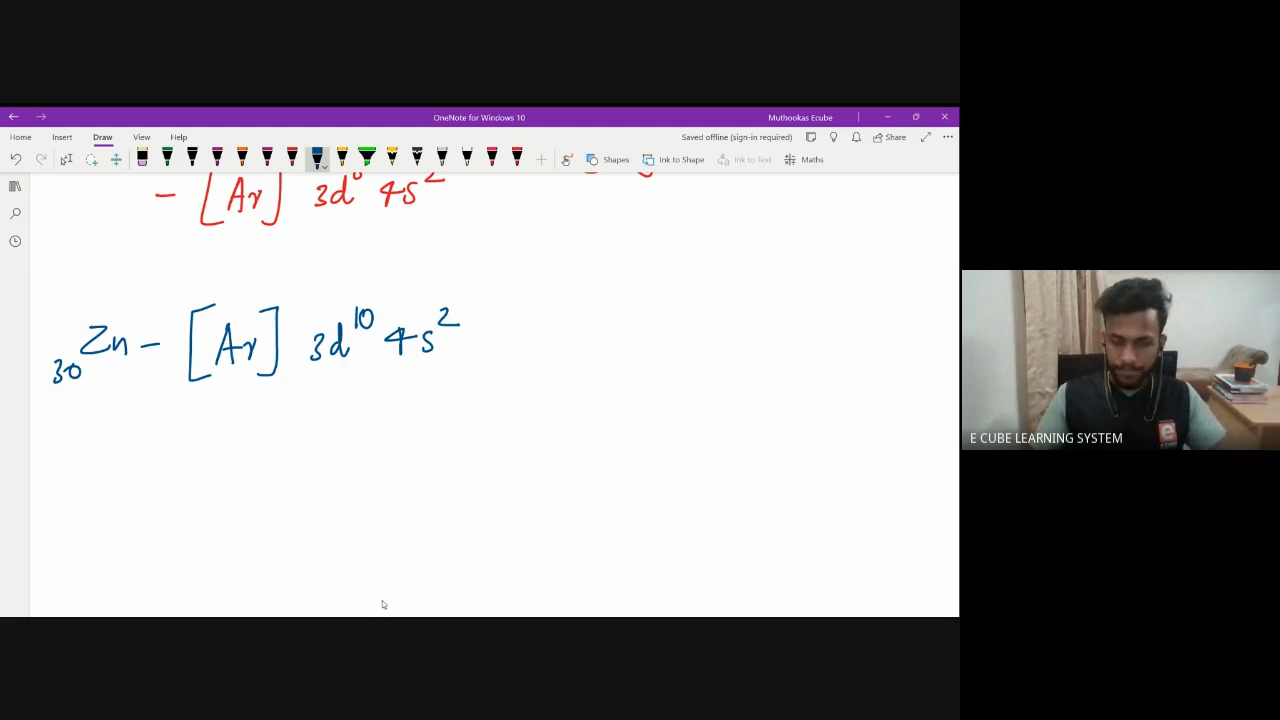 OneNote for Windows 10
Muthookas Ecube
Home Insert Draw View Help
Saved offline (sign-in required)
Share
Shapes
Ink to Shape
Ink to Text
Maths
- [Ar] 3d 4s²
₃₀Zn - [Ar] 3d¹⁰ 4s²
E CUBE LEARNING SYSTEM
e
E CUBE